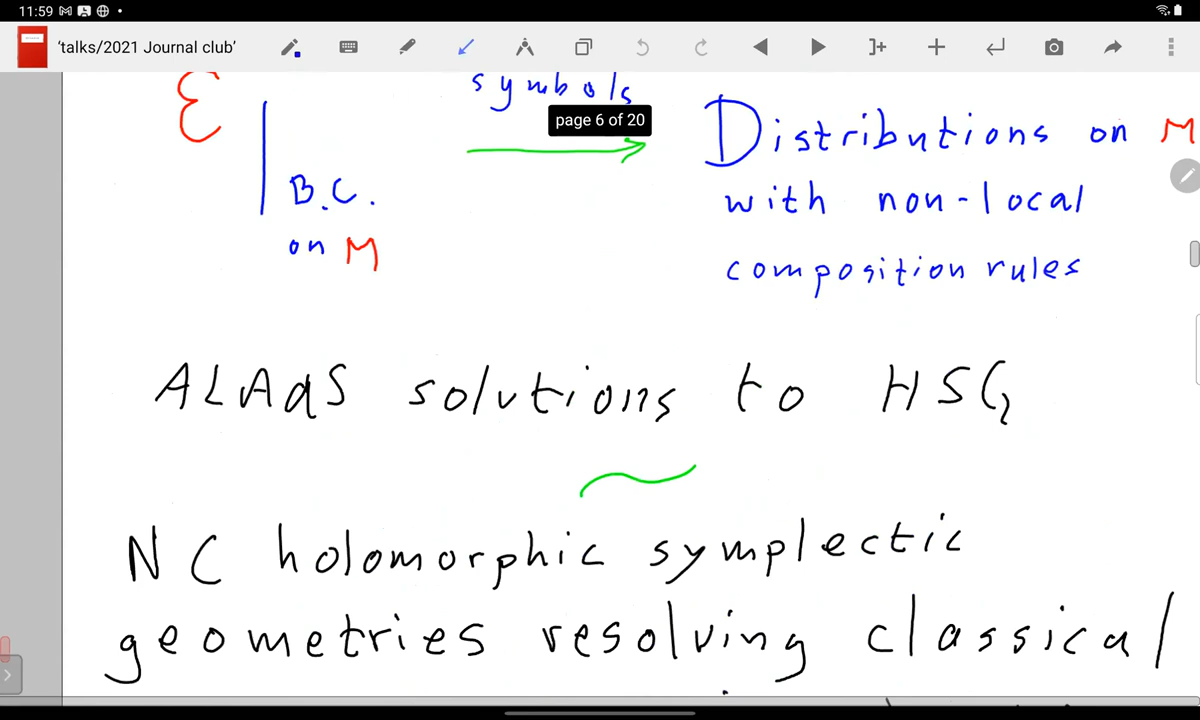 11:59
'talks/2021 Journal club'
page 6 of 20
ℰ
B.C.
on M
symbols
Distributions on M
with non-local
composition rules
ALAdS solutions to HSG
~
NC holomorphic symplectic
geometries resolving classical